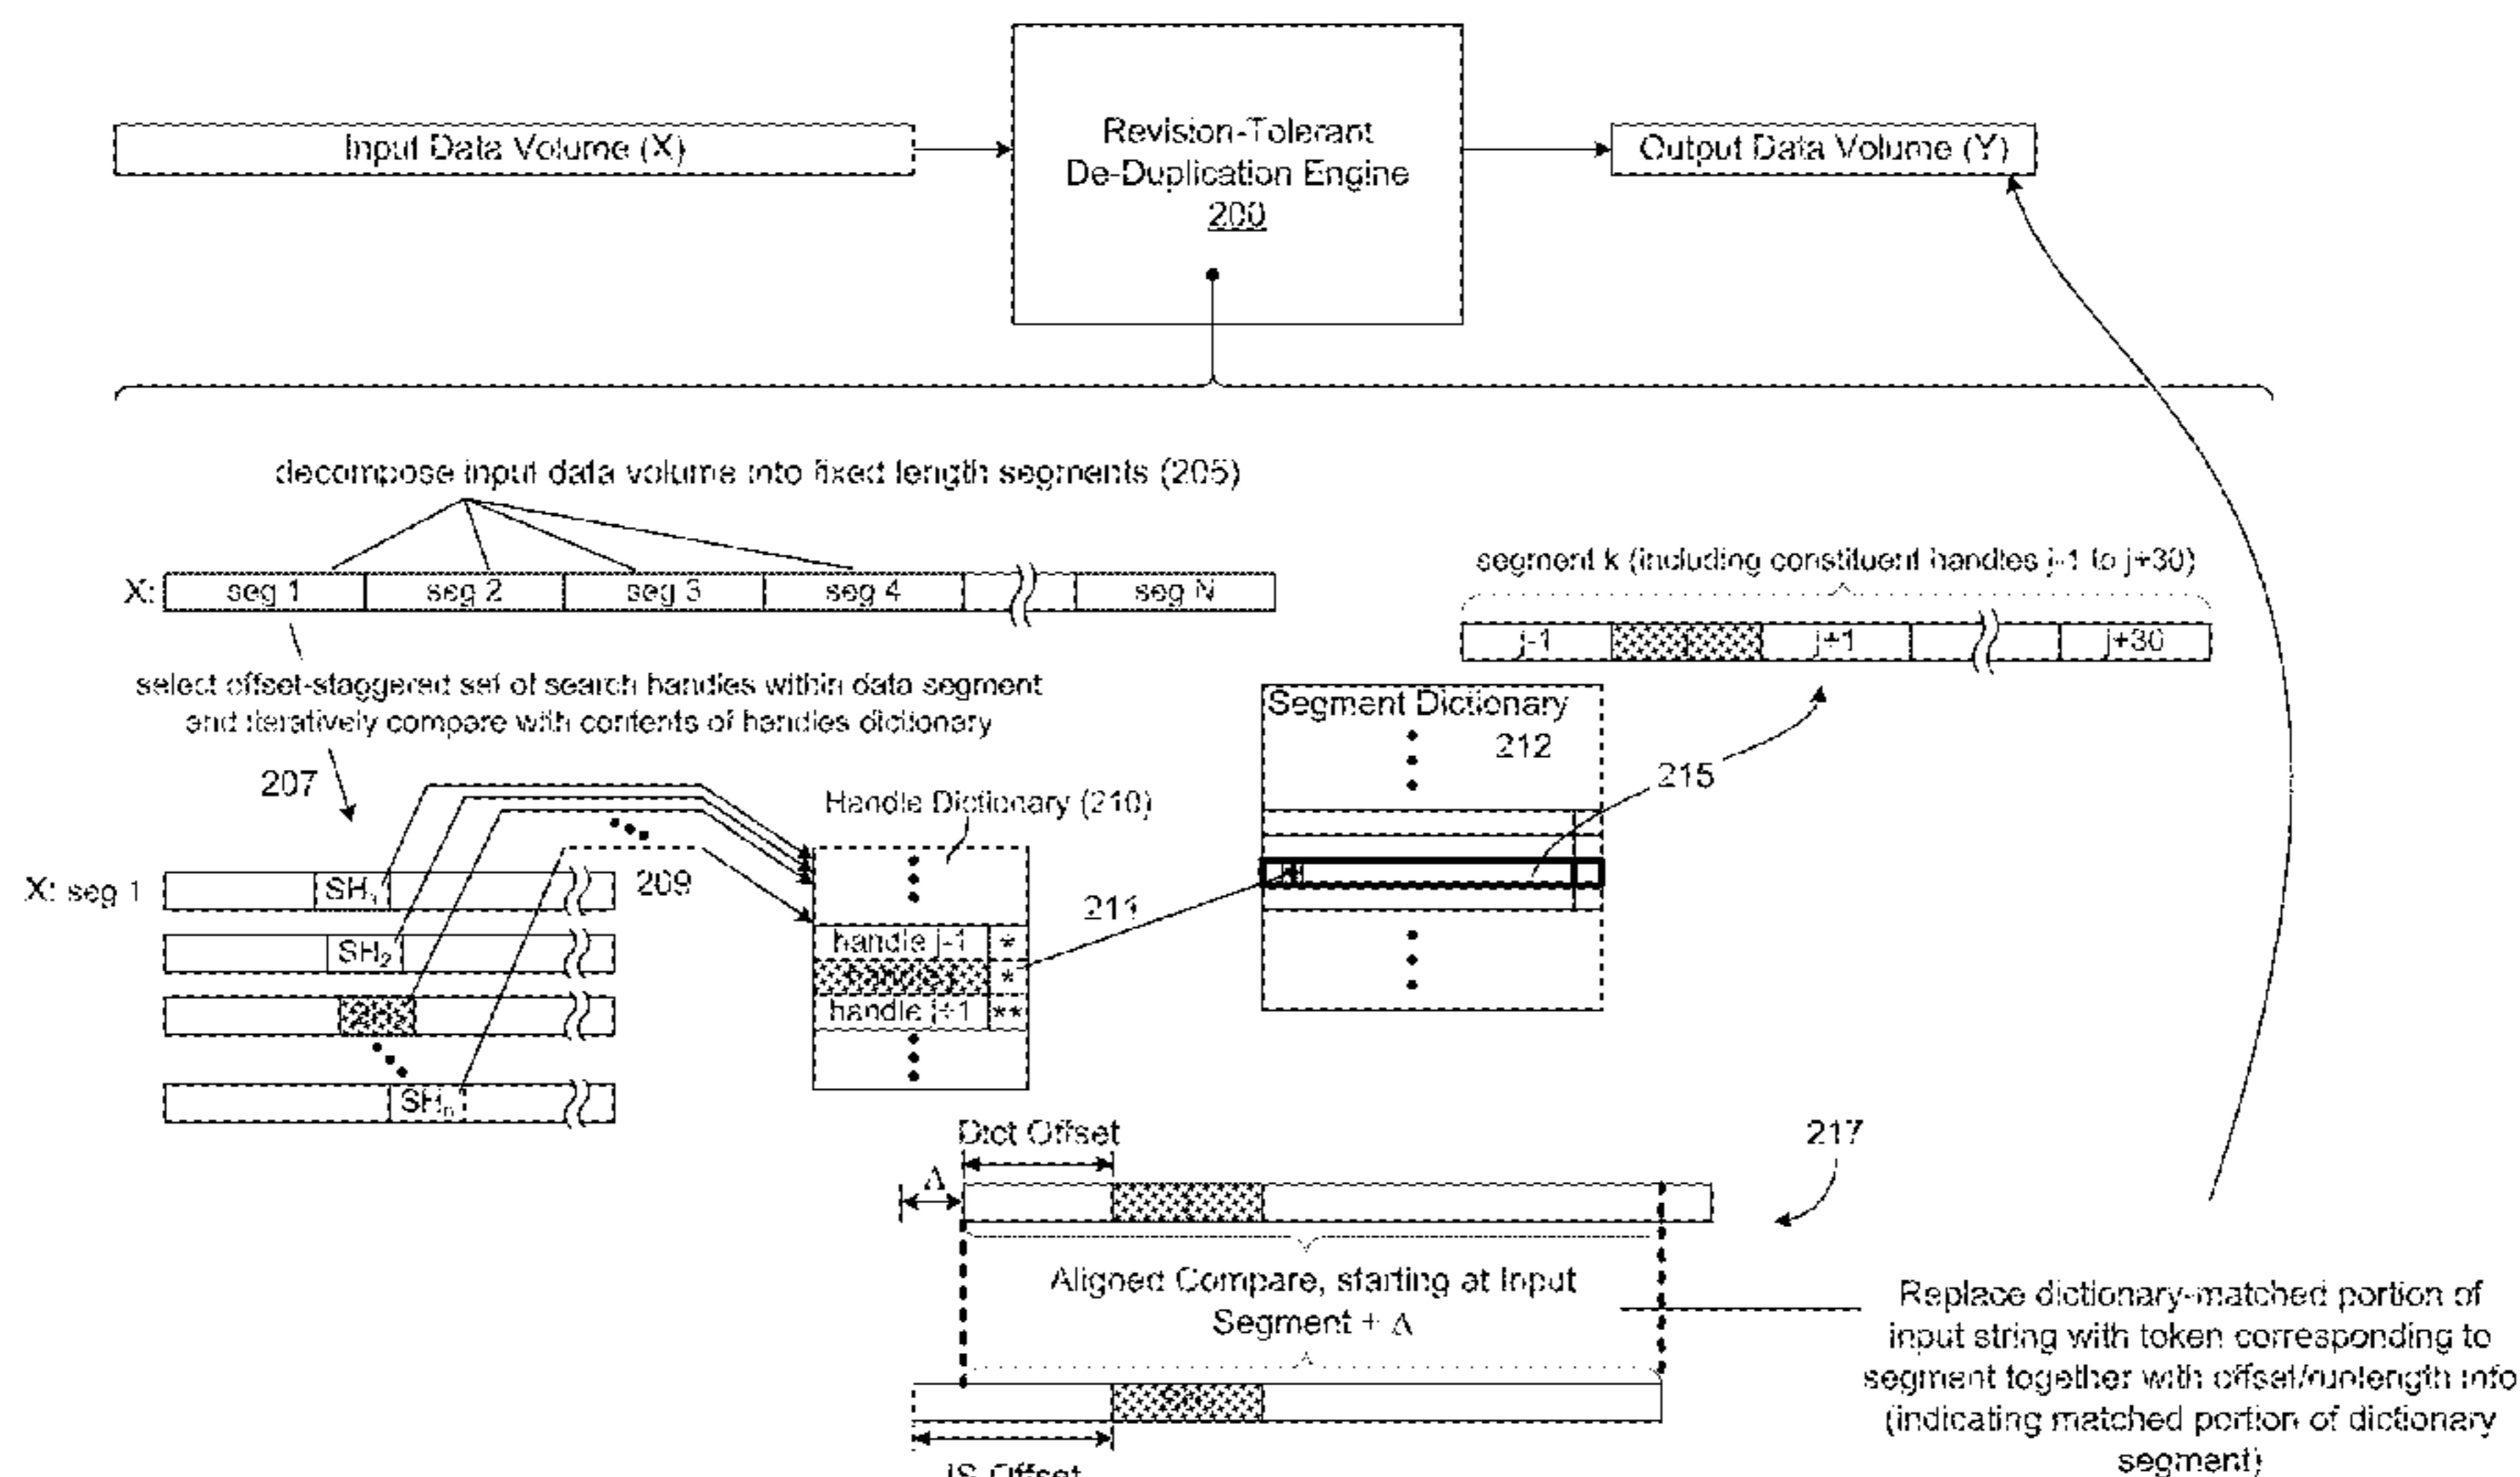 Input Data Volume (X)
Revision-Tolerant
De-Duplication Engine
200
Output Data Volume (Y)
decompose input data volume into fixed length segments (205)
X: seg 1 seg 2 seg 3 seg 4 seg N
segment k (including constituent handles j-1 to j+30)
j-1 j+1 j+30
select offset-staggered set of search handles within data segment
and iteratively compare with contents of handles dictionary
Segment Dictionary
212
215
207
Handle Dictionary (210)
X: seg 1 SH₁
209
211
handle j-1 *
*
handle j+1 **
SH₂
SHₙ
Dict Offset
217
Δ
Aligned Compare, starting at Input
Segment + Δ
IS Offset
Replace dictionary-matched portion of
input string with token corresponding to
segment together with offset/runlength info
(indicating matched portion of dictionary
segment)